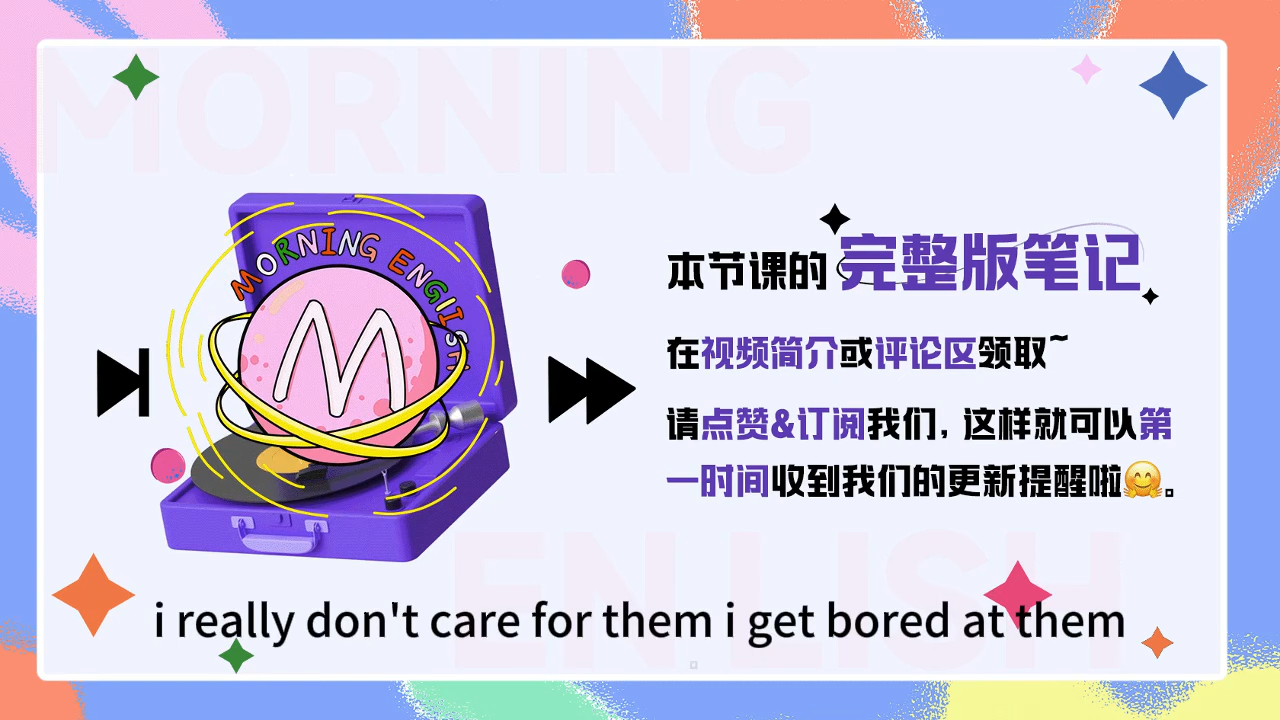 MORNING
MORNING ENGLISH
M
本节课的 完整版笔记
在视频简介或评论区领取~
请点赞&订阅我们，这样就可以第
一时间收到我们的更新提醒啦🤗。
EN LISH
i really don't care for them i get bored at them